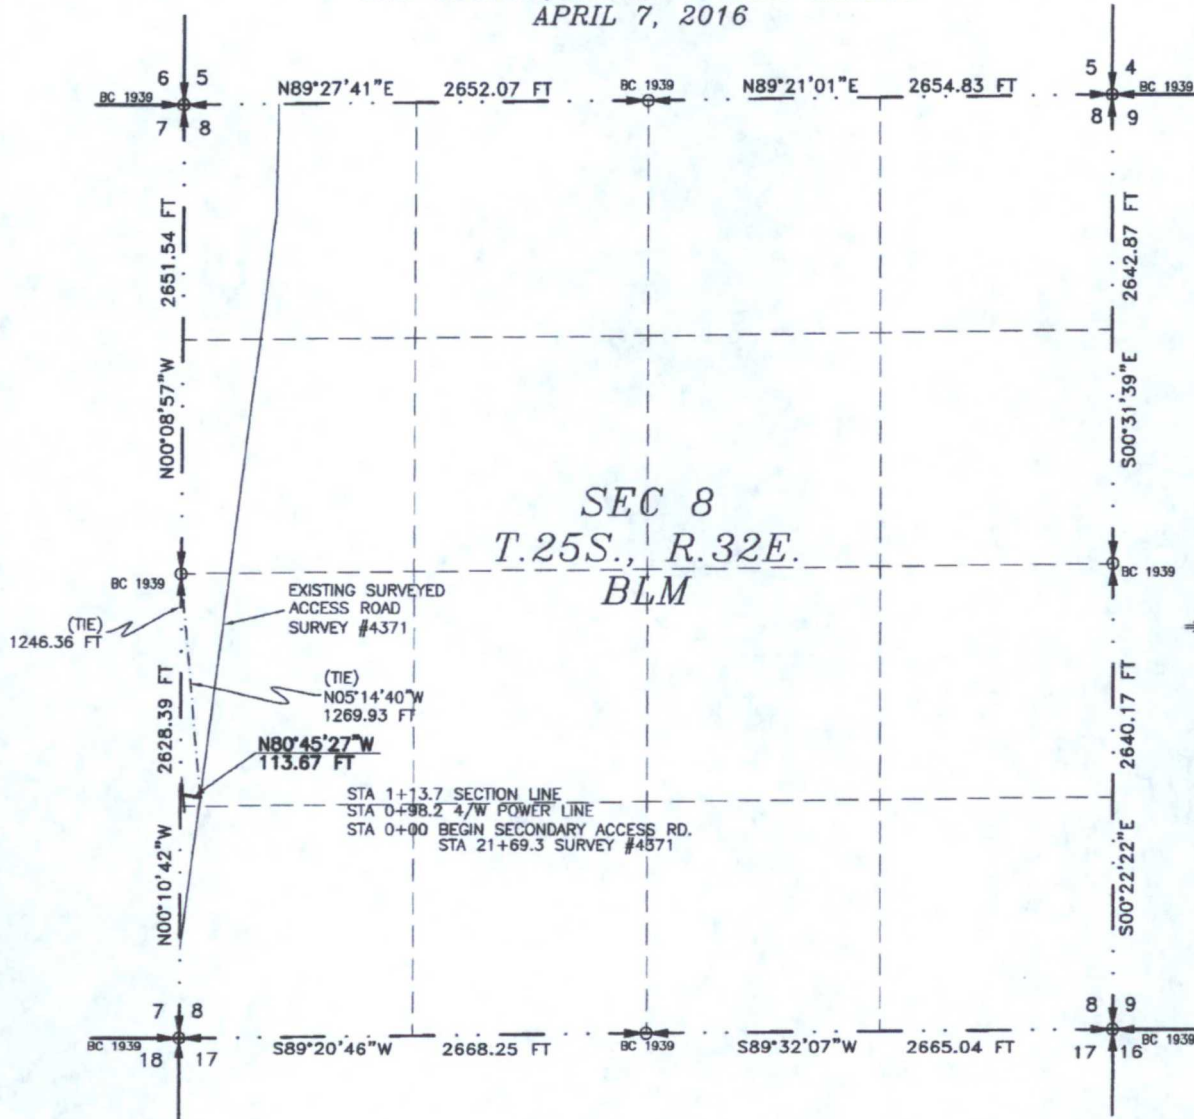 APRIL 7, 2016
6 5
BC 1939
7 8
N89°27'41"E 2652.07 FT
BC 1939
N89°21'01"E 2654.83 FT
5 4
BC 1939
8 9
2651.54 FT
N00°08'57"W
2642.87 FT
S00°31'39"E
SEC 8
T.25S., R.32E.
BLM
BC 1939
BC 1939
EXISTING SURVEYED
ACCESS ROAD
SURVEY #4371
(TIE)
1246.36 FT
(TIE)
N05°14'40"W
1269.93 FT
2628.39 FT
N00°10'42"W
N80°45'27"W
113.67 FT
STA 1+13.7 SECTION LINE
STA 0+98.2 4/W POWER LINE
STA 0+00 BEGIN SECONDARY ACCESS RD.
STA 21+69.3 SURVEY #4371
2640.17 FT
S00°22'22"E
7 8
BC 1939
18 17
S89°20'46"W 2668.25 FT
BC 1939
S89°32'07"W 2665.04 FT
8 9
BC 1939
17 16